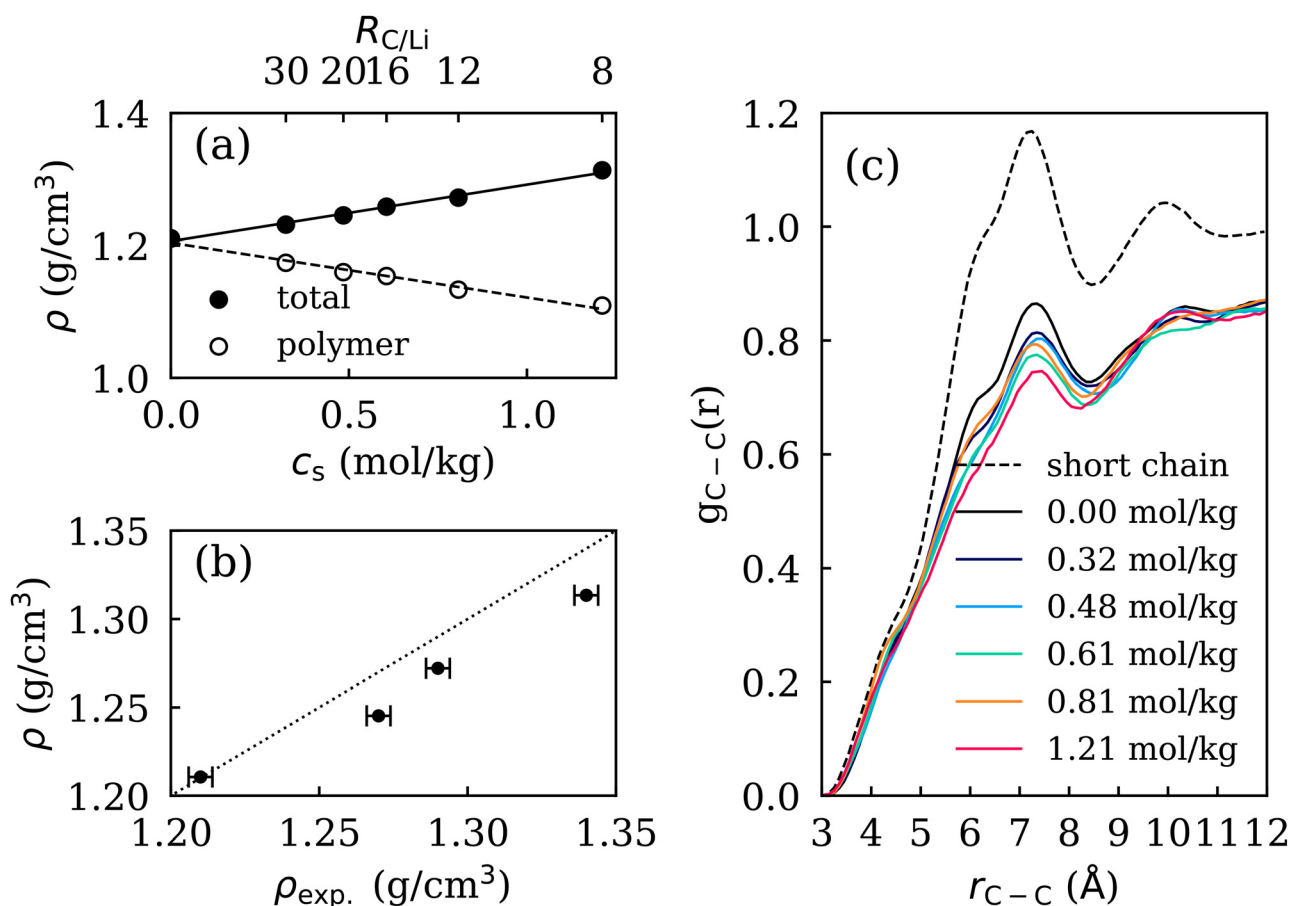 R_C/Li
30 20 16 12 8
(a)
1.4
1.2
1.0
ρ (g/cm³)
total
polymer
0.0 0.5 1.0
c_s (mol/kg)
(b)
1.35
1.30
1.25
1.20
ρ (g/cm³)
1.20 1.25 1.30 1.35
ρ_exp. (g/cm³)
(c)
1.2
1.0
0.8
0.6
0.4
0.2
0.0
g_C−C(r)
short chain
0.00 mol/kg
0.32 mol/kg
0.48 mol/kg
0.61 mol/kg
0.81 mol/kg
1.21 mol/kg
3 4 5 6 7 8 9 10 11 12
r_C−C (Å)